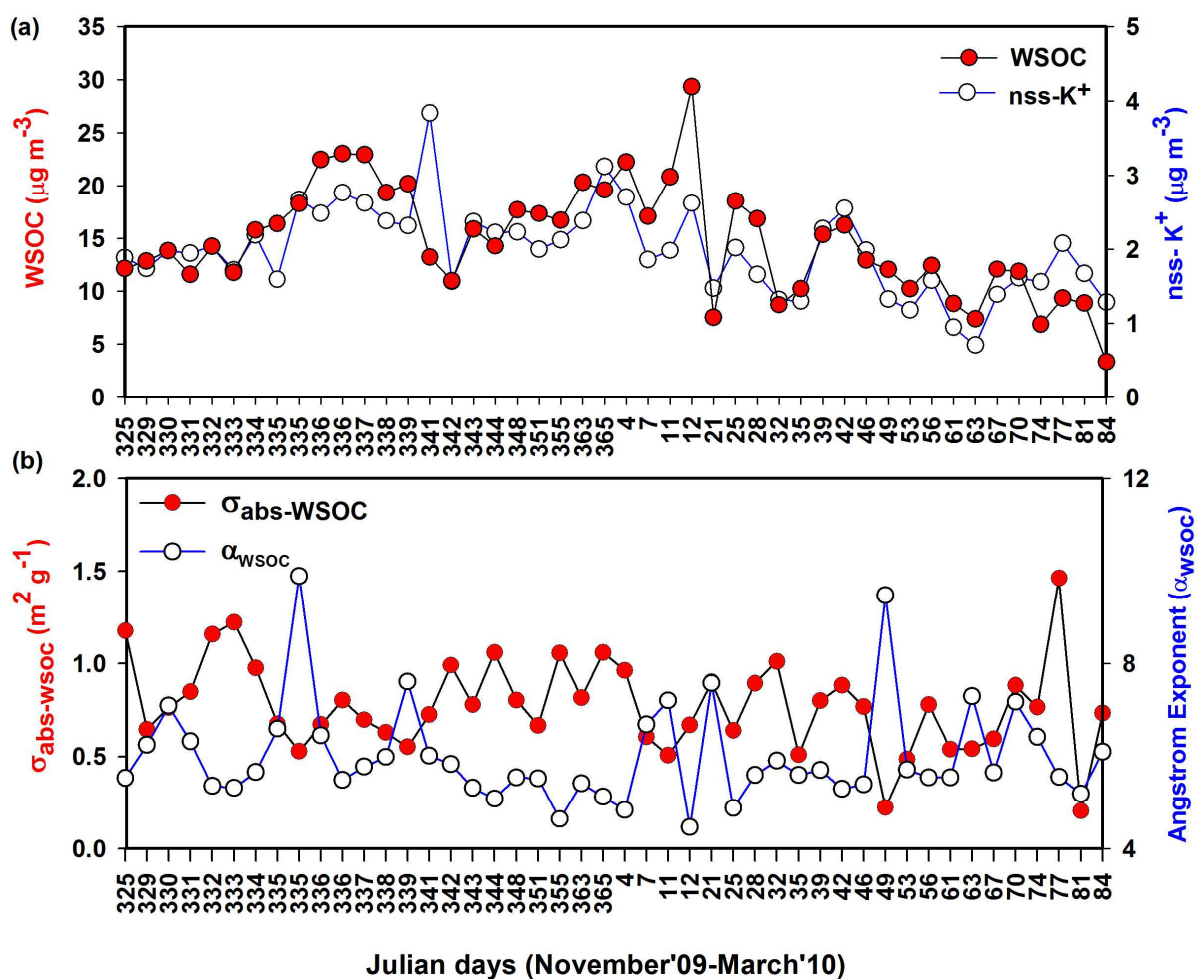 (a)
35
30
25
20
15
10
5
0
WSOC (μg m-3)
WSOC
nss-K+
5
4
3
2
1
0
nss-K+ (μg m-3)
325 329 330 331 332 333 334 335 335 336 336 337 338 339 341 342 343 444 348 351 355 363 365 4 7 11 12 21 25 28 32 35 39 42 46 49 53 56 61 63 67 70 74 77 81 84
(b)
2.0
1.5
1.0
0.5
0.0
σabs-wsoc (m2 g-1)
σabs-WSOC
αWSOC
12
8
4
Angstrom Exponent (αwsoc)
325 329 330 331 332 333 334 335 335 336 336 337 338 339 341 342 343 444 348 351 355 363 365 4 7 11 12 21 25 28 32 35 39 42 46 49 53 56 61 63 67 70 74 77 81 84
Julian days (November'09-March'10)